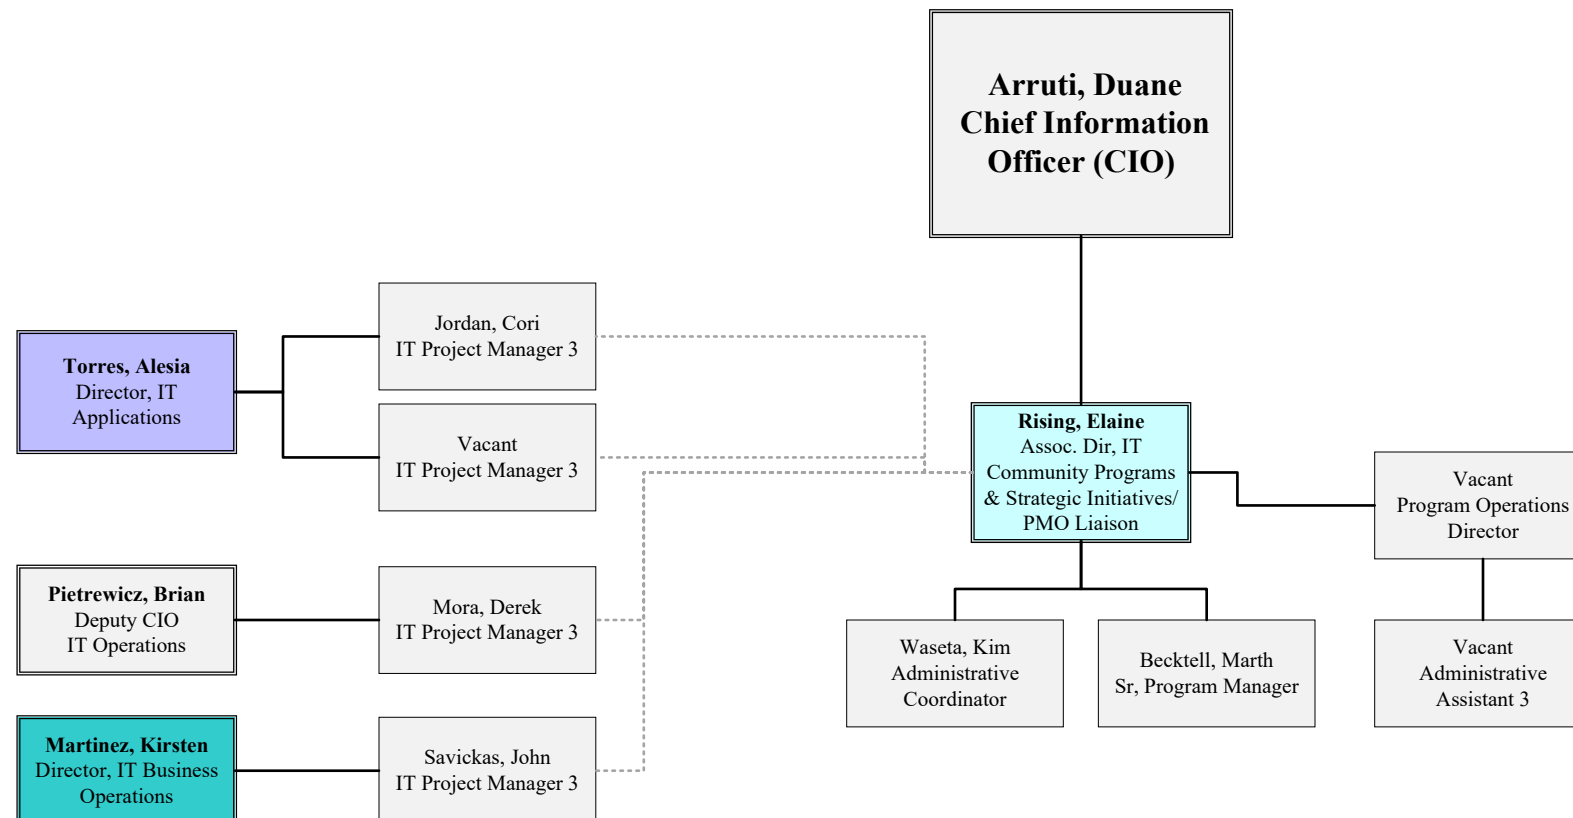 Arruti, Duane
Chief Information
Officer (CIO)
Jordan, Cori
IT Project Manager 3
Torres, Alesia
Director, IT
Applications
Vacant
IT Project Manager 3
Rising, Elaine
Assoc. Dir, IT
Community Programs
& Strategic Initiatives/
PMO Liaison
Vacant
Program Operations
Director
Pietrewicz, Brian
Deputy CIO
IT Operations
Mora, Derek
IT Project Manager 3
Waseta, Kim
Administrative
Coordinator
Becktell, Marth
Sr, Program Manager
Vacant
Administrative
Assistant 3
Martinez, Kirsten
Director, IT Business
Operations
Savickas, John
IT Project Manager 3